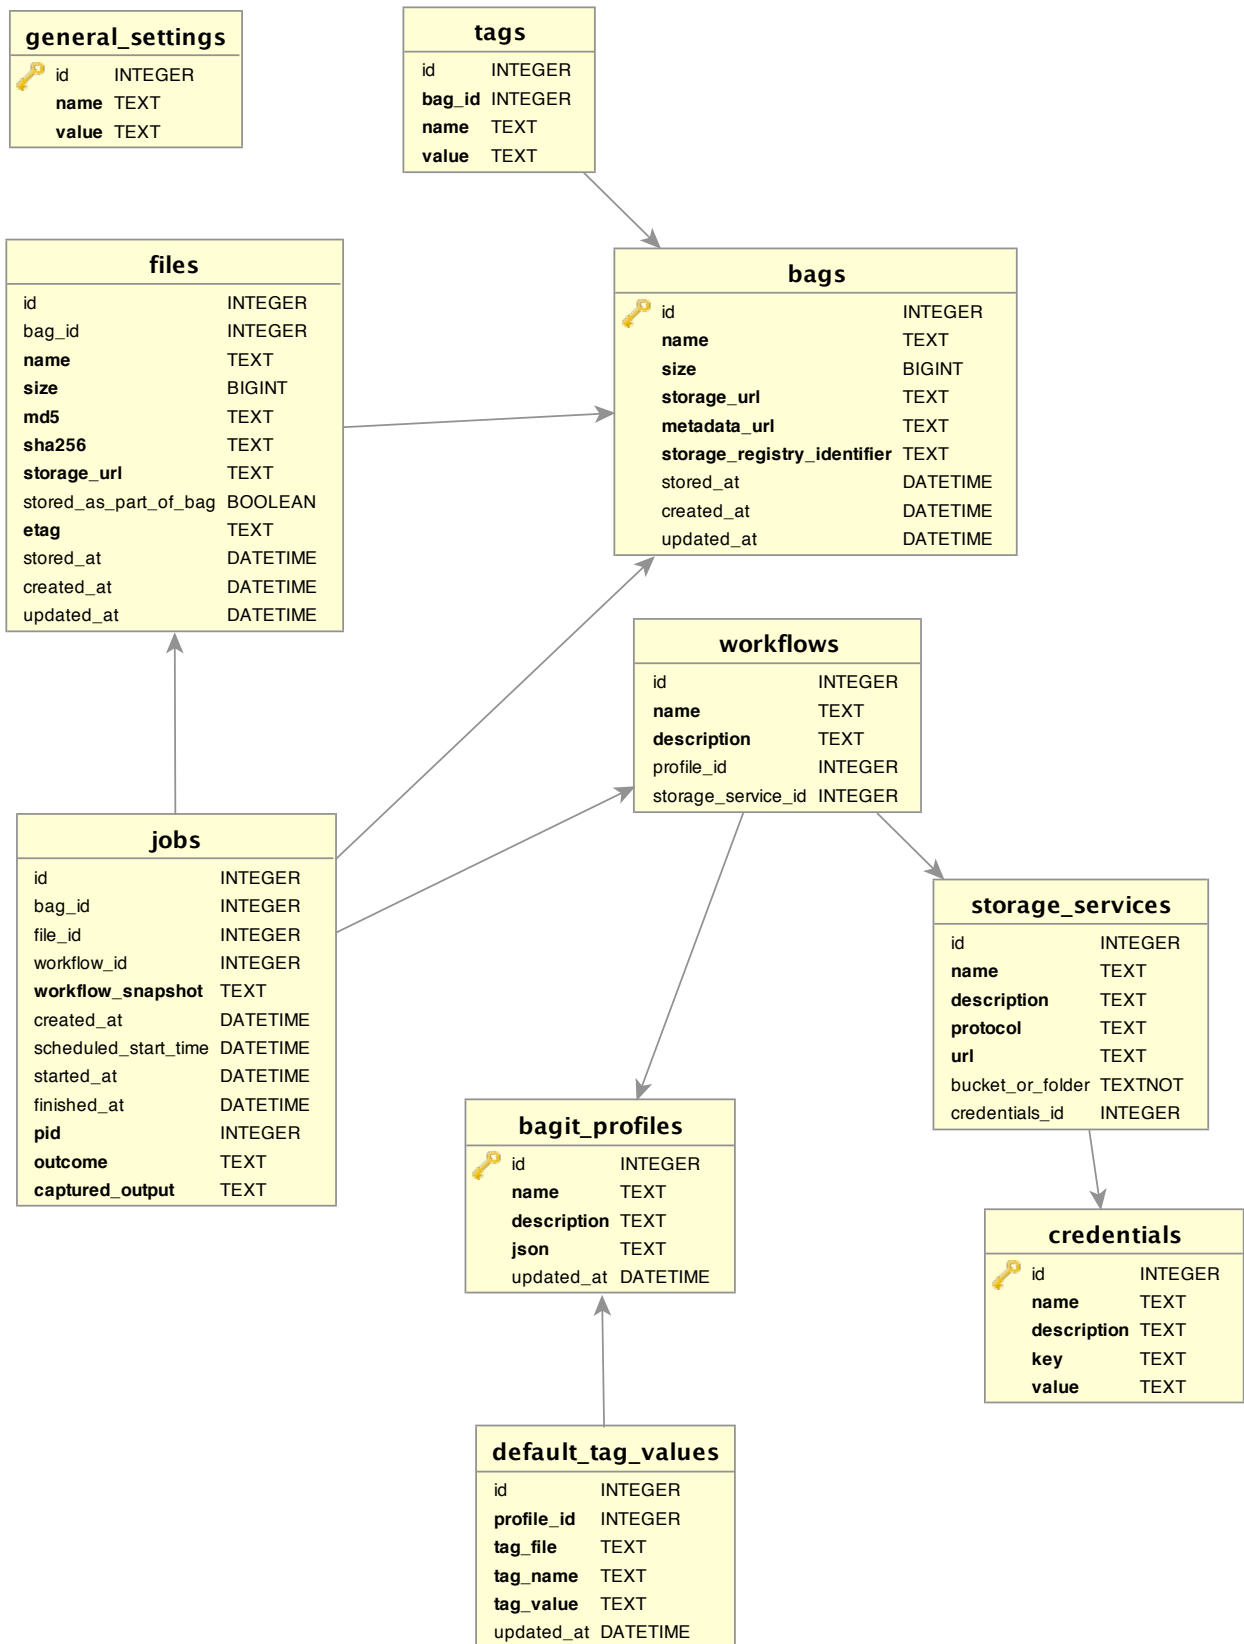 general_settings
id INTEGER
name TEXT
value TEXT
tags
id INTEGER
bag_id INTEGER
name TEXT
value TEXT
files
id INTEGER
bag_id INTEGER
name TEXT
size BIGINT
md5 TEXT
sha256 TEXT
storage_url TEXT
stored_as_part_of_bag BOOLEAN
etag TEXT
stored_at DATETIME
created_at DATETIME
updated_at DATETIME
bags
id INTEGER
name TEXT
size BIGINT
storage_url TEXT
metadata_url TEXT
storage_registry_identifier TEXT
stored_at DATETIME
created_at DATETIME
updated_at DATETIME
workflows
id INTEGER
name TEXT
description TEXT
profile_id INTEGER
storage_service_id INTEGER
jobs
id INTEGER
bag_id INTEGER
file_id INTEGER
workflow_id INTEGER
workflow_snapshot TEXT
created_at DATETIME
scheduled_start_time DATETIME
started_at DATETIME
finished_at DATETIME
pid INTEGER
outcome TEXT
captured_output TEXT
storage_services
id INTEGER
name TEXT
description TEXT
protocol TEXT
url TEXT
bucket_or_folder TEXTNOT
credentials_id INTEGER
bagit_profiles
id INTEGER
name TEXT
description TEXT
json TEXT
updated_at DATETIME
credentials
id INTEGER
name TEXT
description TEXT
key TEXT
value TEXT
default_tag_values
id INTEGER
profile_id INTEGER
tag_file TEXT
tag_name TEXT
tag_value TEXT
updated_at DATETIME